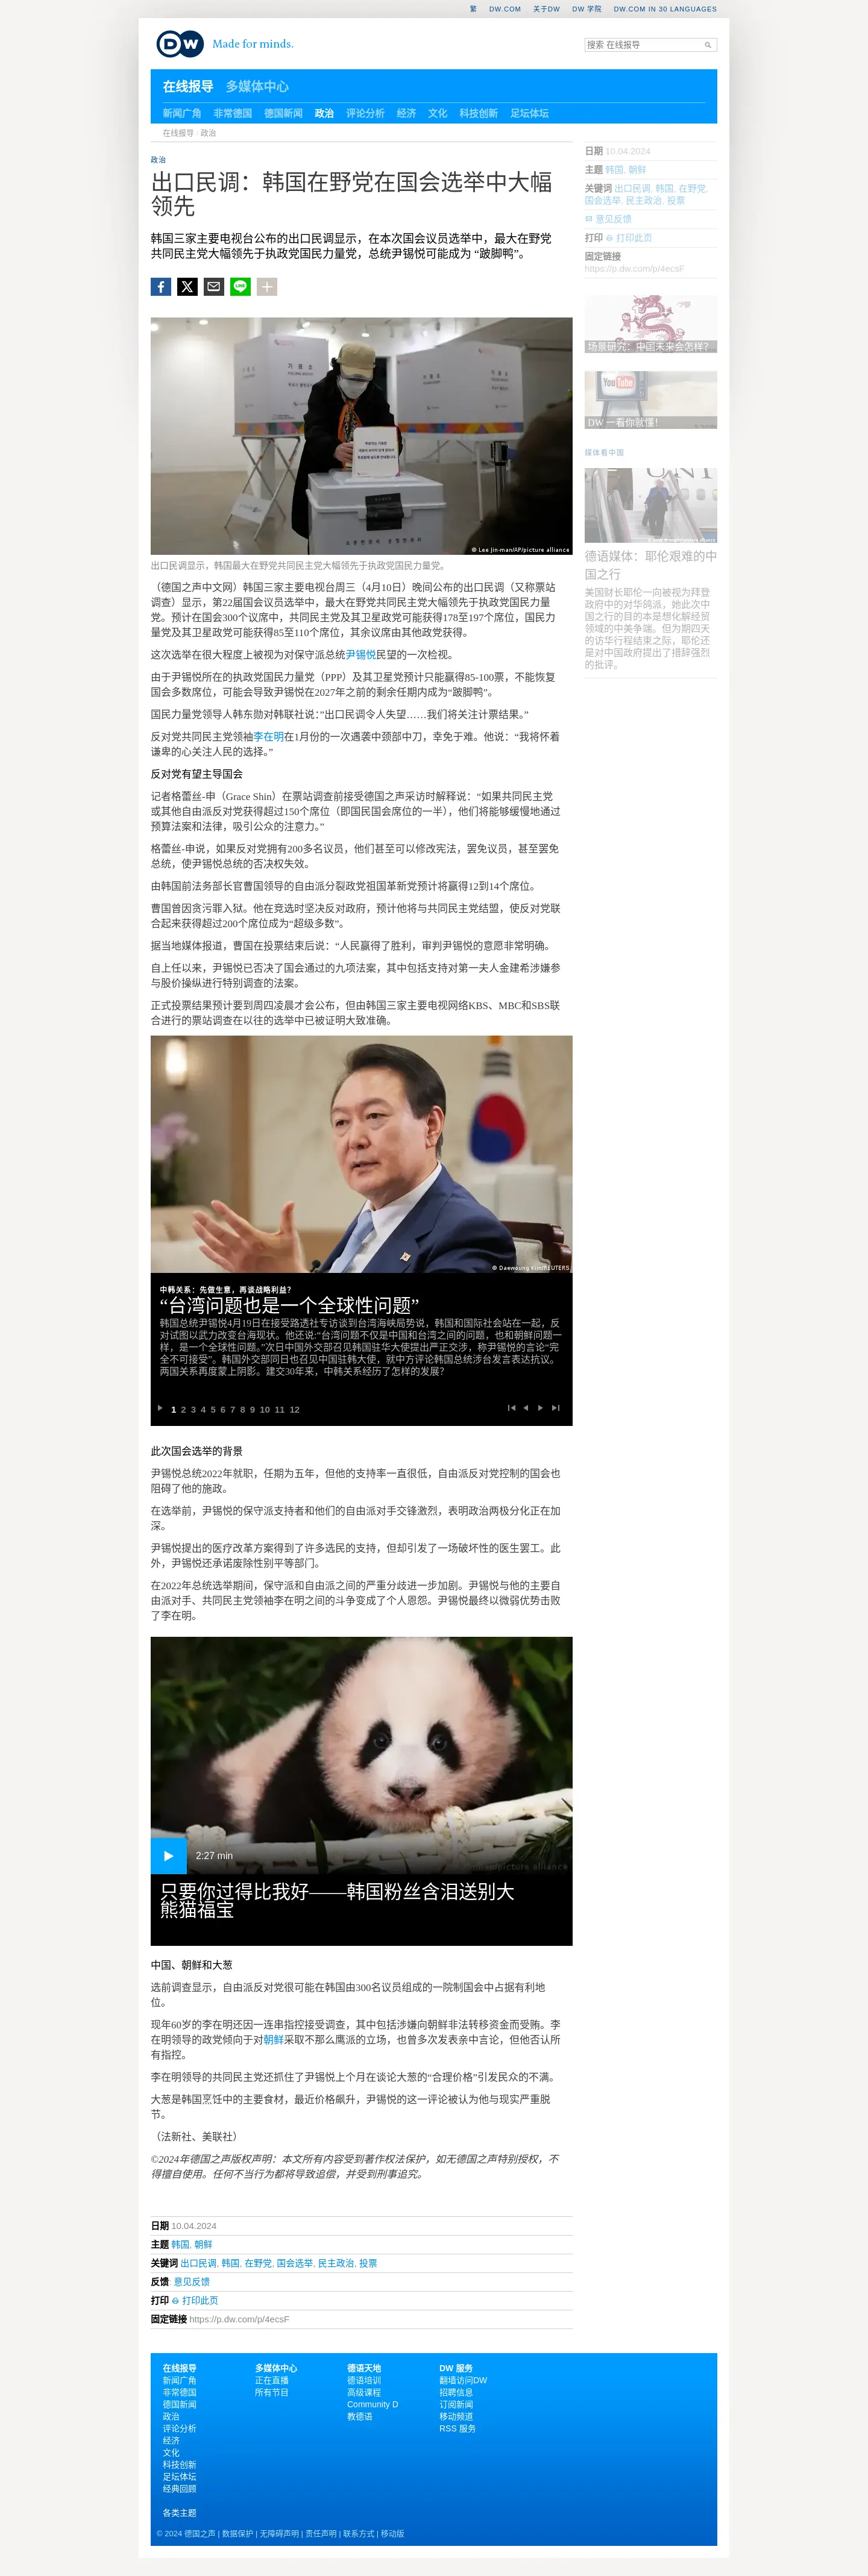 繁 DW.COM 关于DW DW 学院 DW.COM IN 30 LANGUAGES
DW Made for minds.
搜索 在线报导
在线报导 多媒体中心
新闻广角 非常德国 德国新闻 政治 评论分析 经济 文化 科技创新 足坛体坛
在线报导 / 政治
政治
出口民调：韩国在野党在国会选举中大幅
领先
韩国三家主要电视台公布的出口民调显示，在本次国会议员选举中，最大在野党
共同民主党大幅领先于执政党国民力量党，总统尹锡悦可能成为 “跛脚鸭”。
© Lee Jin-man/AP/picture alliance
出口民调显示，韩国最大在野党共同民主党大幅领先于执政党国民力量党。
（德国之声中文网）韩国三家主要电视台周三（4月10日）晚间公布的出口民调（又称票站
调查）显示，第22届国会议员选举中，最大在野党共同民主党大幅领先于执政党国民力量
党。预计在国会300个议席中，共同民主党及其卫星政党可能获得178至197个席位，国民力
量党及其卫星政党可能获得85至110个席位，其余议席由其他政党获得。
这次选举在很大程度上被视为对保守派总统尹锡悦民望的一次检视。
由于尹锡悦所在的执政党国民力量党（PPP）及其卫星党预计只能赢得85-100票，不能恢复
国会多数席位，可能会导致尹锡悦在2027年之前的剩余任期内成为“跛脚鸭”。
国民力量党领导人韩东勋对韩联社说：”出口民调令人失望……我们将关注计票结果。”
反对党共同民主党领袖李在明在1月份的一次遇袭中颈部中刀，幸免于难。他说：“我将怀着
谦卑的心关注人民的选择。”
反对党有望主导国会
记者格蕾丝-申（Grace Shin）在票站调查前接受德国之声采访时解释说：“如果共同民主党
或其他自由派反对党获得超过150个席位（即国民国会席位的一半），他们将能够缓慢地通过
预算法案和法律，吸引公众的注意力。”
格蕾丝-申说，如果反对党拥有200多名议员，他们甚至可以修改宪法，罢免议员，甚至罢免
总统，使尹锡悦总统的否决权失效。
由韩国前法务部长官曹国领导的自由派分裂政党祖国革新党预计将赢得12到14个席位。
曹国曾因贪污罪入狱。他在竞选时坚决反对政府，预计他将与共同民主党结盟，使反对党联
合起来获得超过200个席位成为“超级多数”。
据当地媒体报道，曹国在投票结束后说：“人民赢得了胜利，审判尹锡悦的意愿非常明确。
自上任以来，尹锡悦已否决了国会通过的九项法案，其中包括支持对第一夫人金建希涉嫌参
与股价操纵进行特别调查的法案。
正式投票结果预计要到周四凌晨才会公布，但由韩国三家主要电视网络KBS、MBC和SBS联
合进行的票站调查在以往的选举中已被证明大致准确。
© Daewoung Kim/REUTERS
中韩关系：先做生意，再谈战略利益？
“台湾问题也是一个全球性问题”
韩国总统尹锡悦4月19日在接受路透社专访谈到台湾海峡局势说，韩国和国际社会站在一起，反
对试图以武力改变台海现状。他还说:“台湾问题不仅是中国和台湾之间的问题，也和朝鲜问题一
样，是一个全球性问题。”次日中国外交部召见韩国驻华大使提出严正交涉，称尹锡悦的言论“完
全不可接受”。韩国外交部同日也召见中国驻韩大使，就中方评论韩国总统涉台发言表达抗议。
两国关系再度蒙上阴影。建交30年来，中韩关系经历了怎样的发展？
1 2 3 4 5 6 7 8 9 10 11 12
此次国会选举的背景
尹锡悦总统2022年就职，任期为五年，但他的支持率一直很低，自由派反对党控制的国会也
阻碍了他的施政。
在选举前，尹锡悦的保守派支持者和他们的自由派对手交锋激烈，表明政治两极分化正在加
深。
尹锡悦提出的医疗改革方案得到了许多选民的支持，但却引发了一场破坏性的医生罢工。此
外，尹锡悦还承诺废除性别平等部门。
在2022年总统选举期间，保守派和自由派之间的严重分歧进一步加剧。尹锡悦与他的主要自
由派对手、共同民主党领袖李在明之间的斗争变成了个人恩怨。尹锡悦最终以微弱优势击败
了李在明。
2:27 min
picture alliance
只要你过得比我好——韩国粉丝含泪送别大
熊猫福宝
中国、朝鲜和大葱
选前调查显示，自由派反对党很可能在韩国由300名议员组成的一院制国会中占据有利地
位。
现年60岁的李在明还因一连串指控接受调查，其中包括涉嫌向朝鲜非法转移资金而受贿。李
在明领导的政党倾向于对朝鲜采取不那么鹰派的立场，也曾多次发表亲中言论，但他否认所
有指控。
李在明领导的共同民主党还抓住了尹锡悦上个月在谈论大葱的“合理价格”引发民众的不满。
大葱是韩国烹饪中的主要食材，最近价格飙升，尹锡悦的这一评论被认为他与现实严重脱
节。
（法新社、美联社）
©2024年德国之声版权声明：本文所有内容受到著作权法保护，如无德国之声特别授权，不
得擅自使用。任何不当行为都将导致追偿，并受到刑事追究。
日期 10.04.2024
主题 韩国, 朝鲜
关键词 出口民调, 韩国, 在野党, 国会选举, 民主政治, 投票
反馈: 意见反馈
打印 打印此页
固定链接 https://p.dw.com/p/4ecsF
日期 10.04.2024
主题 韩国, 朝鲜
关键词 出口民调, 韩国, 在野党,
国会选举, 民主政治, 投票
意见反馈
打印 打印此页
固定链接
https://p.dw.com/p/4ecsF
场景研究：中国未来会怎样？
YouTube
DW 一看你就懂！
媒体看中国
德语媒体：耶伦艰难的中
国之行
美国财长耶伦一向被视为拜登
政府中的对华鸽派，她此次中
国之行的目的本是想化解经贸
领域的中美争端。但为期四天
的访华行程结束之际，耶伦还
是对中国政府提出了措辞强烈
的批评。
在线报导
新闻广角
非常德国
德国新闻
政治
评论分析
经济
文化
科技创新
足坛体坛
经典回顾
各类主题
多媒体中心
正在直播
所有节目
德语天地
德语培训
高级课程
Community D
教德语
DW 服务
翻墙访问DW
招聘信息
订阅新闻
移动频道
RSS 服务
© 2024 德国之声 | 数据保护 | 无障碍声明 | 责任声明 | 联系方式 | 移动版